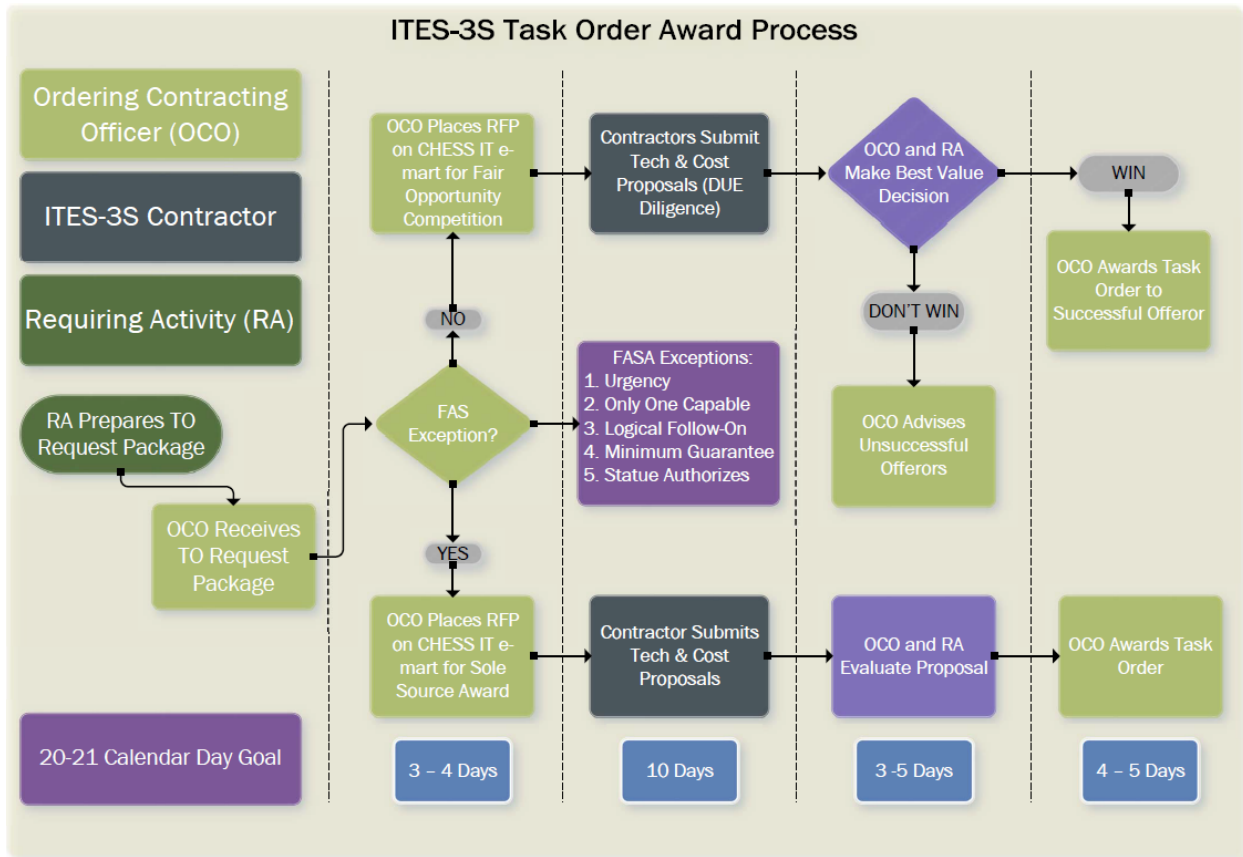 ITES-3S Task Order Award Process
Ordering Contracting
Officer (OCO)
ITES-3S Contractor
Requiring Activity (RA)
RA Prepares TO
Request Package
OCO Receives
TO Request
Package
20-21 Calendar Day Goal
OCO Places RFP
on CHESS IT e-
mart for Fair
Opportunity
Competition
NO
FAS
Exception?
YES
OCO Places RFP
on CHESS IT e-
mart for Sole
Source Award
3 – 4 Days
Contractors Submit
Tech & Cost
Proposals (DUE
Diligence)
FASA Exceptions:
1. Urgency
2. Only One Capable
3. Logical Follow-On
4. Minimum Guarantee
5. Statue Authorizes
Contractor Submits
Tech & Cost
Proposals
10 Days
OCO and RA
Make Best Value
Decision
DON'T WIN
OCO Advises
Unsuccessful
Offerors
OCO and RA
Evaluate Proposal
3 -5 Days
WIN
OCO Awards Task
Order to
Successful Offeror
OCO Awards Task
Order
4 – 5 Days